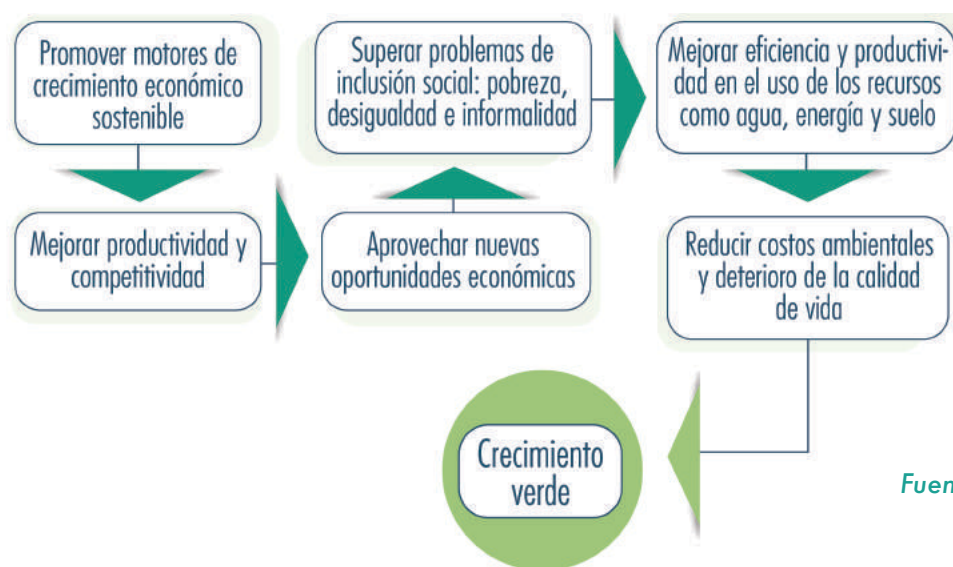 Promover motores de
crecimiento económico
sostenible
Mejorar productividad y
competitividad
Aprovechar nuevas
oportunidades económicas
Superar problemas de
inclusión social: pobreza,
desigualdad e informalidad
Mejorar eficiencia y productivi-
dad en el uso de los recursos
como agua, energía y suelo
Reducir costos ambientales
y deterioro de la calidad
de vida
Crecimiento
verde
Fuen